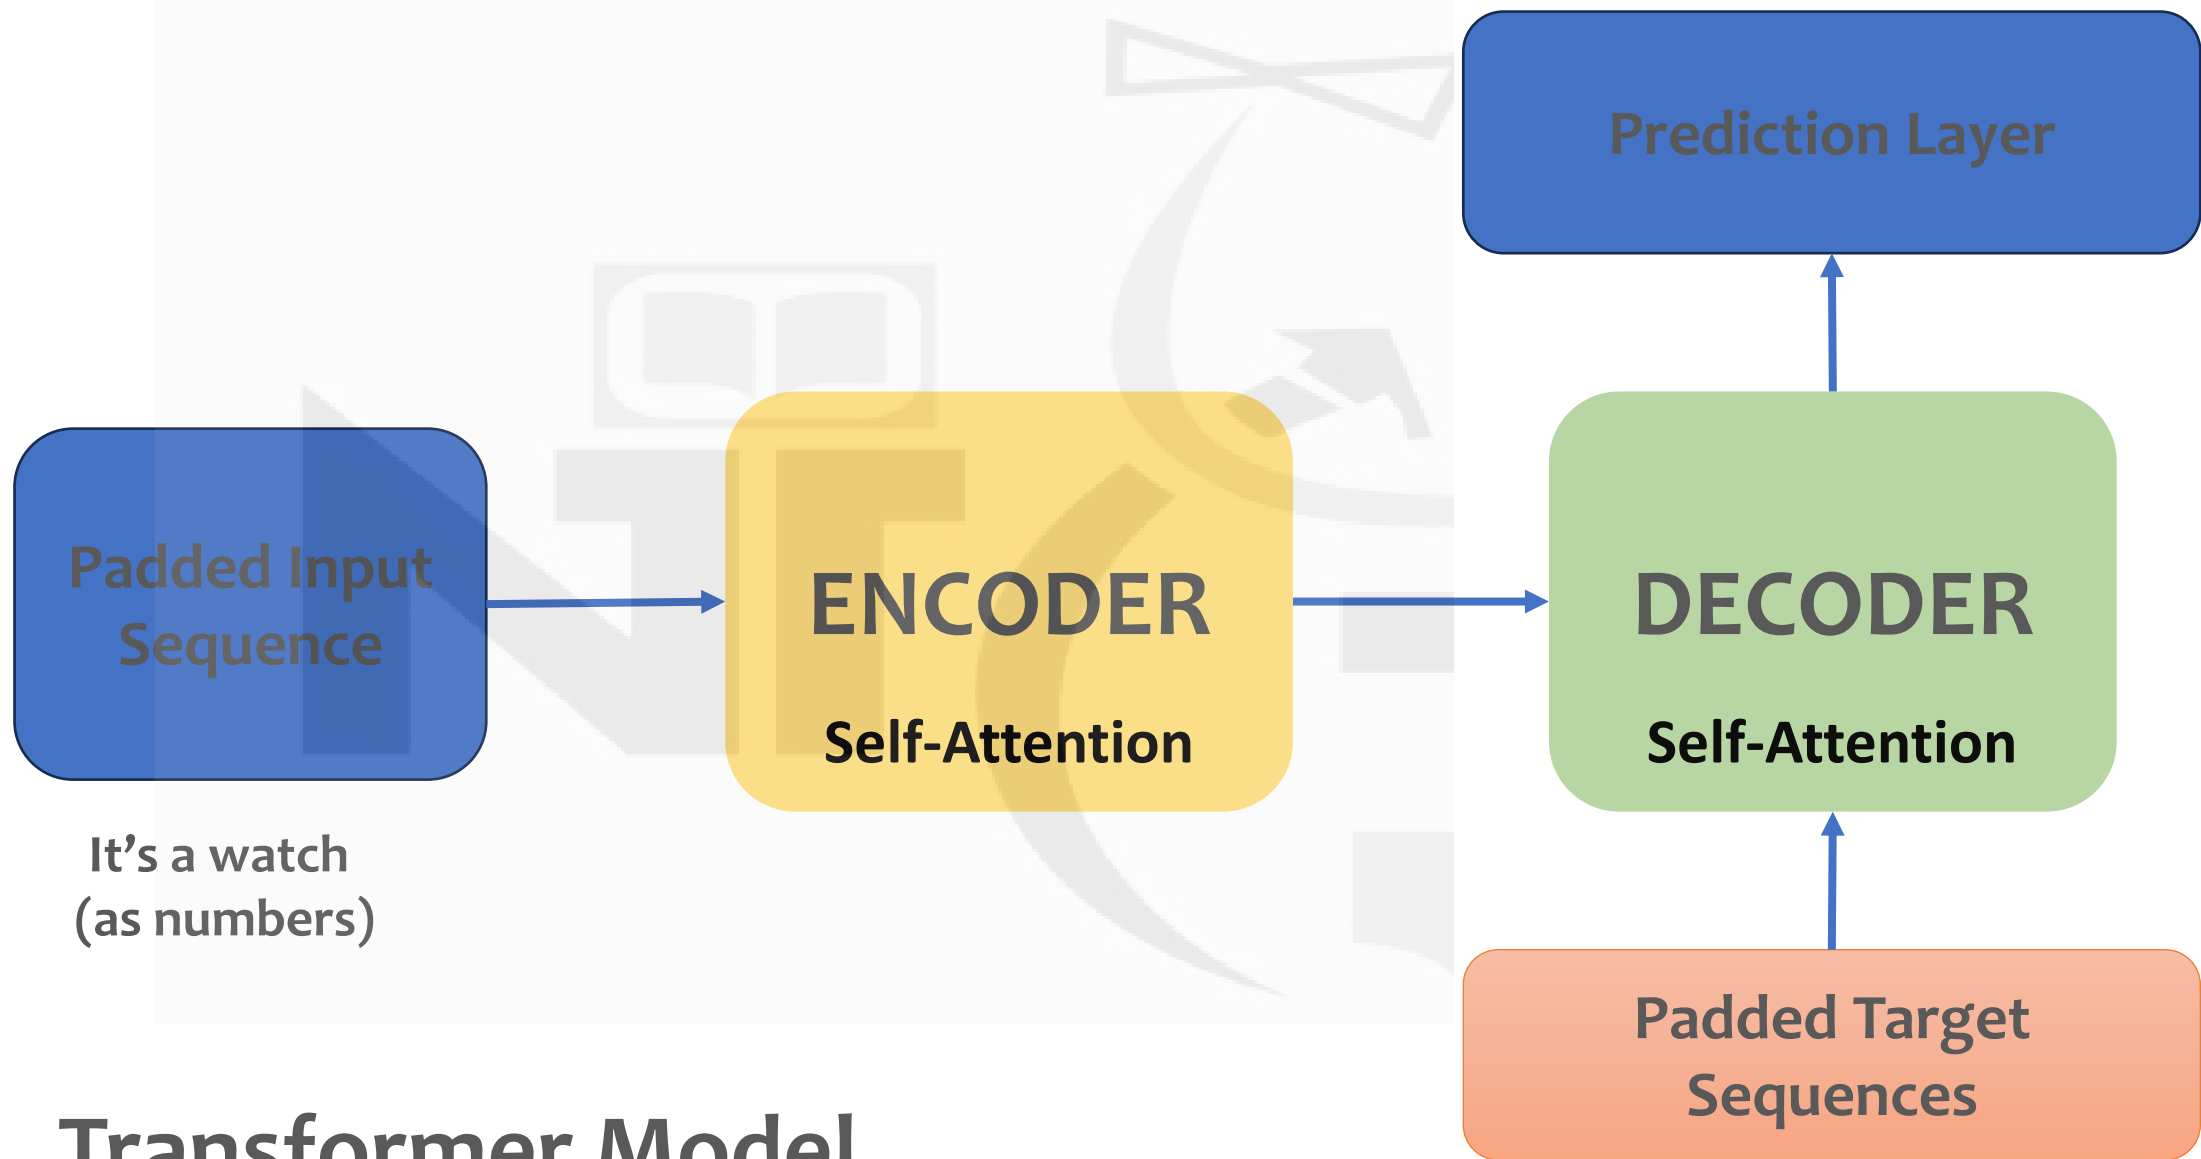 Prediction Layer
Padded Input
Sequence
ENCODER
Self-Attention
DECODER
Self-Attention
It’s a watch
(as numbers)
Padded Target
Sequences
Transformer Model